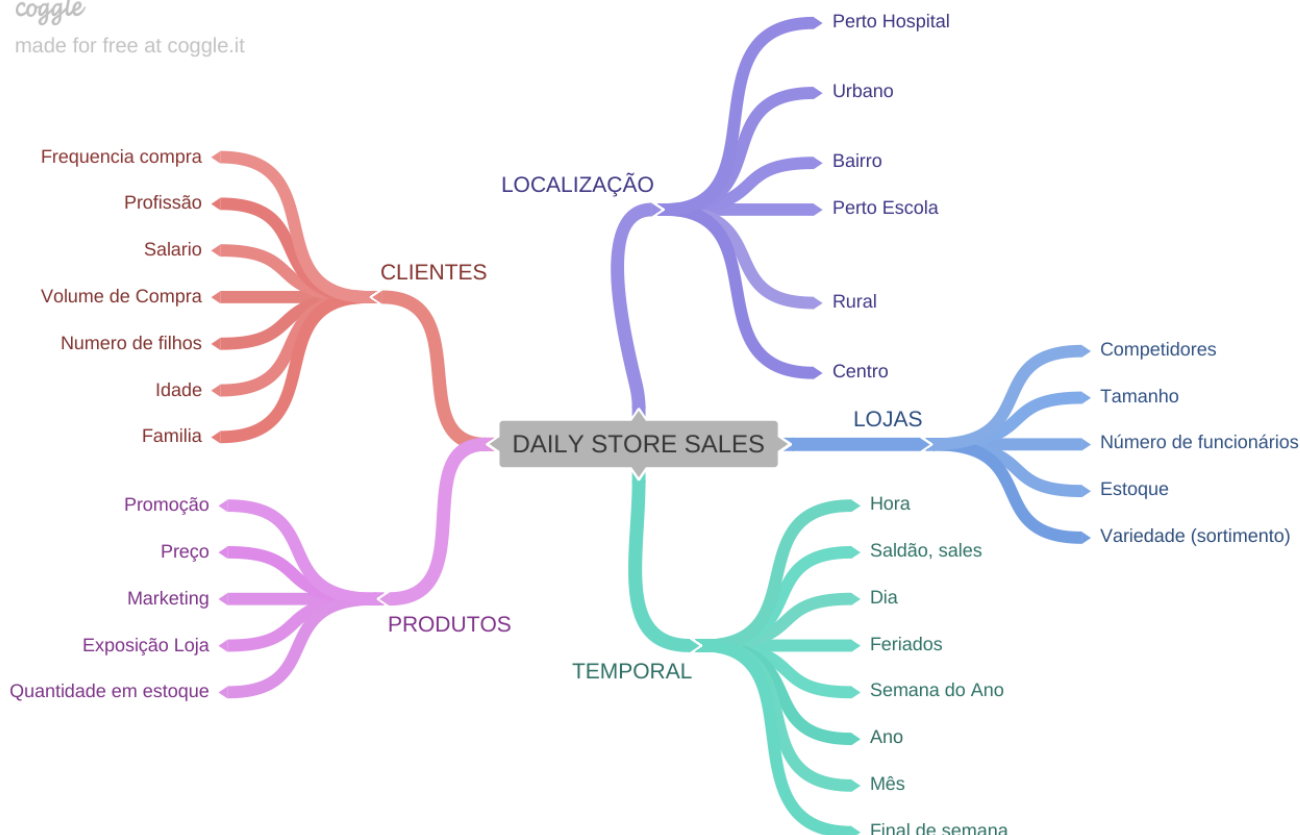 coggle
made for free at coggle.it
DAILY STORE SALES
CLIENTES
Frequencia compra
Profissão
Salario
Volume de Compra
Numero de filhos
Idade
Familia
PRODUTOS
Promoção
Preço
Marketing
Exposição Loja
Quantidade em estoque
LOCALIZAÇÃO
Perto Hospital
Urbano
Bairro
Perto Escola
Rural
Centro
LOJAS
Competidores
Tamanho
Número de funcionários
Estoque
Variedade (sortimento)
TEMPORAL
Hora
Saldão, sales
Dia
Feriados
Semana do Ano
Ano
Mês
Final de semana